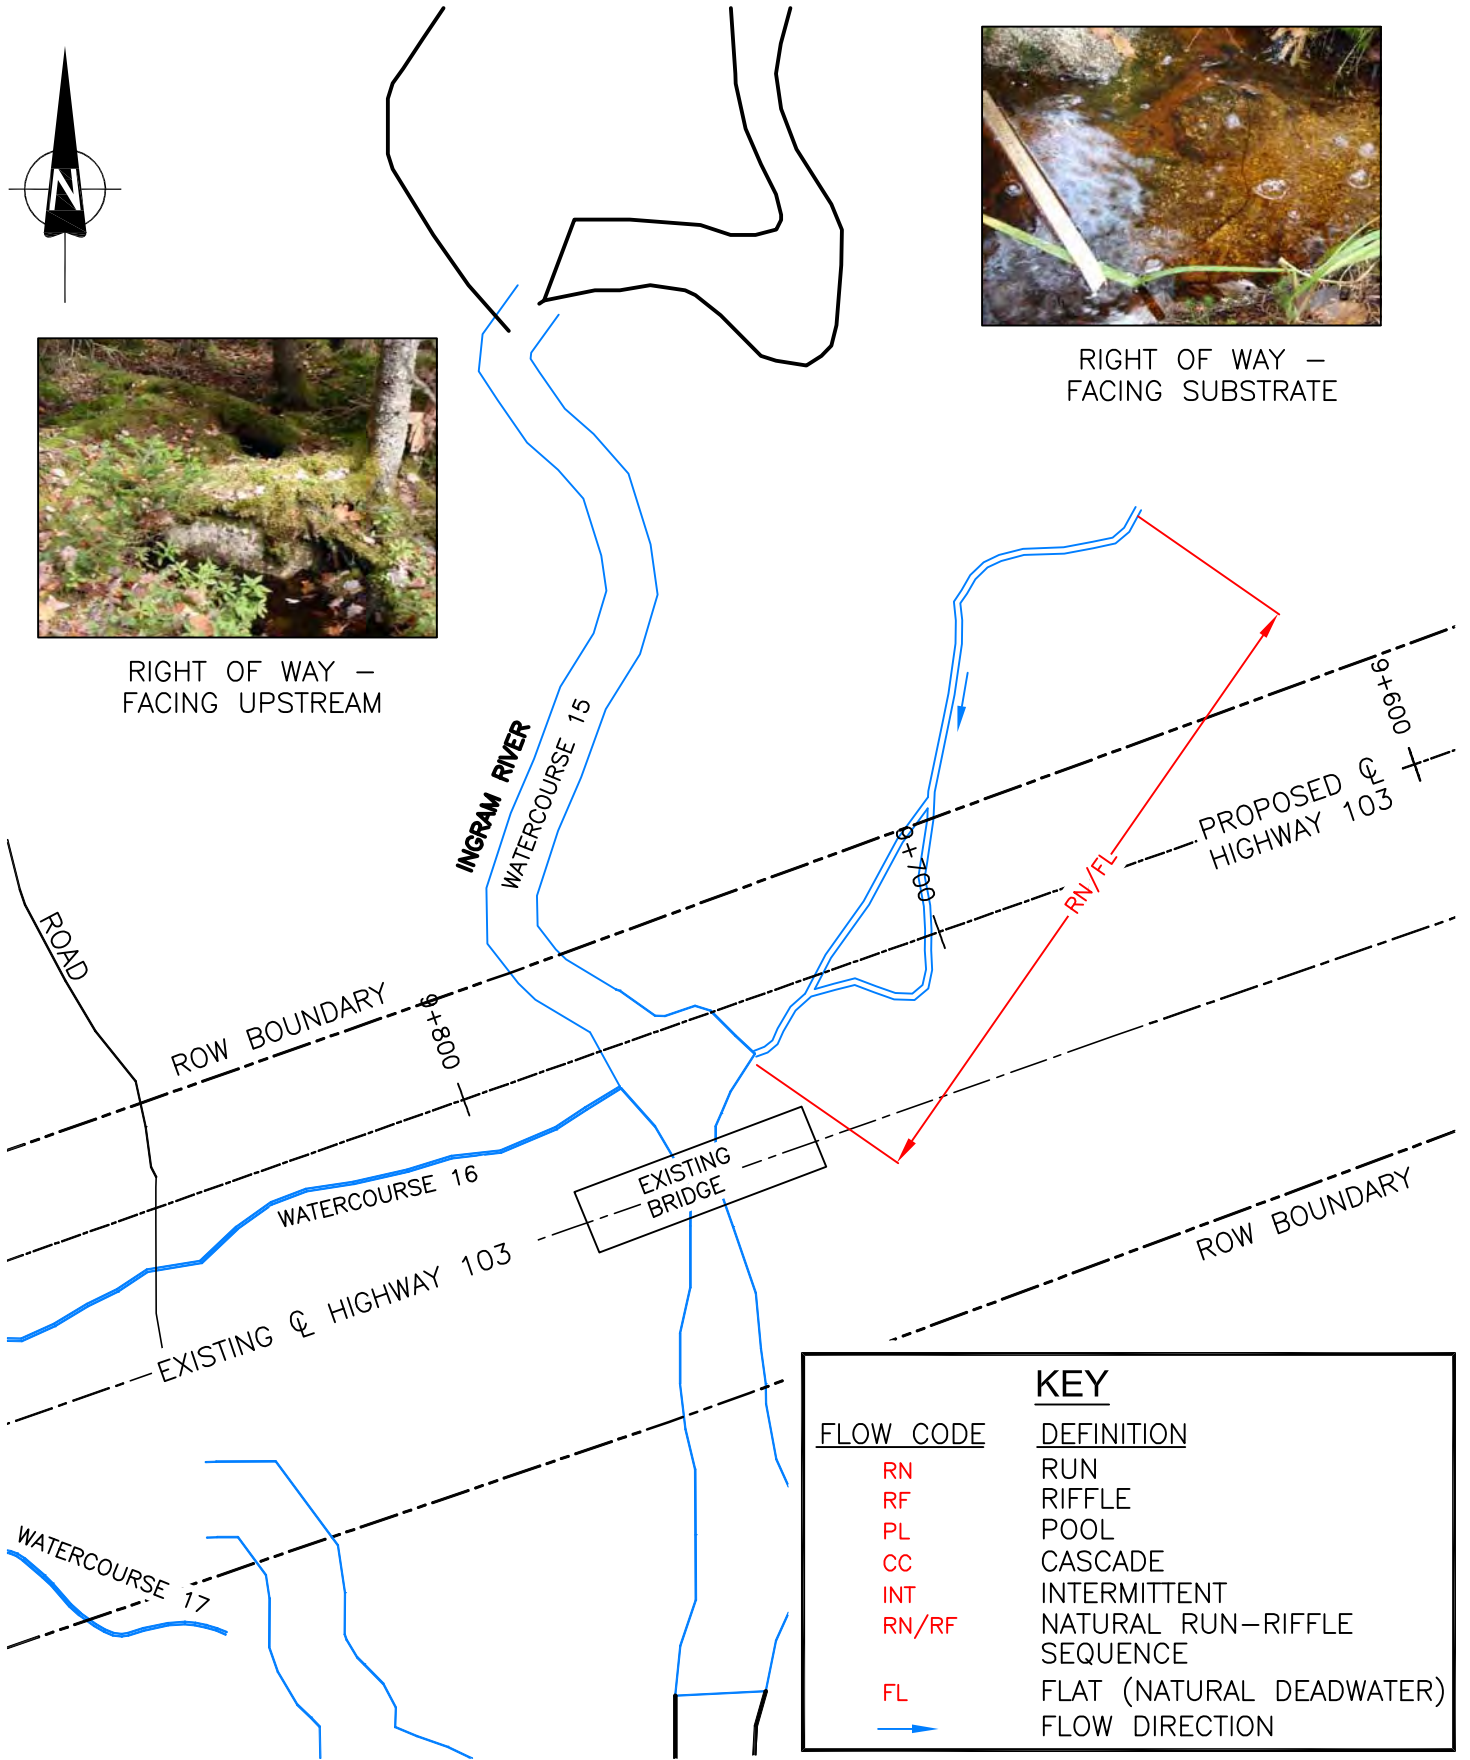 N
RIGHT OF WAY –
FACING SUBSTRATE
RIGHT OF WAY –
FACING UPSTREAM
INGRAM RIVER
WATERCOURSE 15
9+600
PROPOSED ℄
HIGHWAY 103
9+700
RN/FL
ROAD
ROW BOUNDARY
9+800
EXISTING
BRIDGE
WATERCOURSE 16
EXISTING ℄ HIGHWAY 103
ROW BOUNDARY
WATERCOURSE 17
KEY
FLOW CODE DEFINITION
RN RUN
RF RIFFLE
PL POOL
CC CASCADE
INT INTERMITTENT
RN/RF NATURAL RUN–RIFFLE
SEQUENCE
FL FLAT (NATURAL DEADWATER)
FLOW DIRECTION